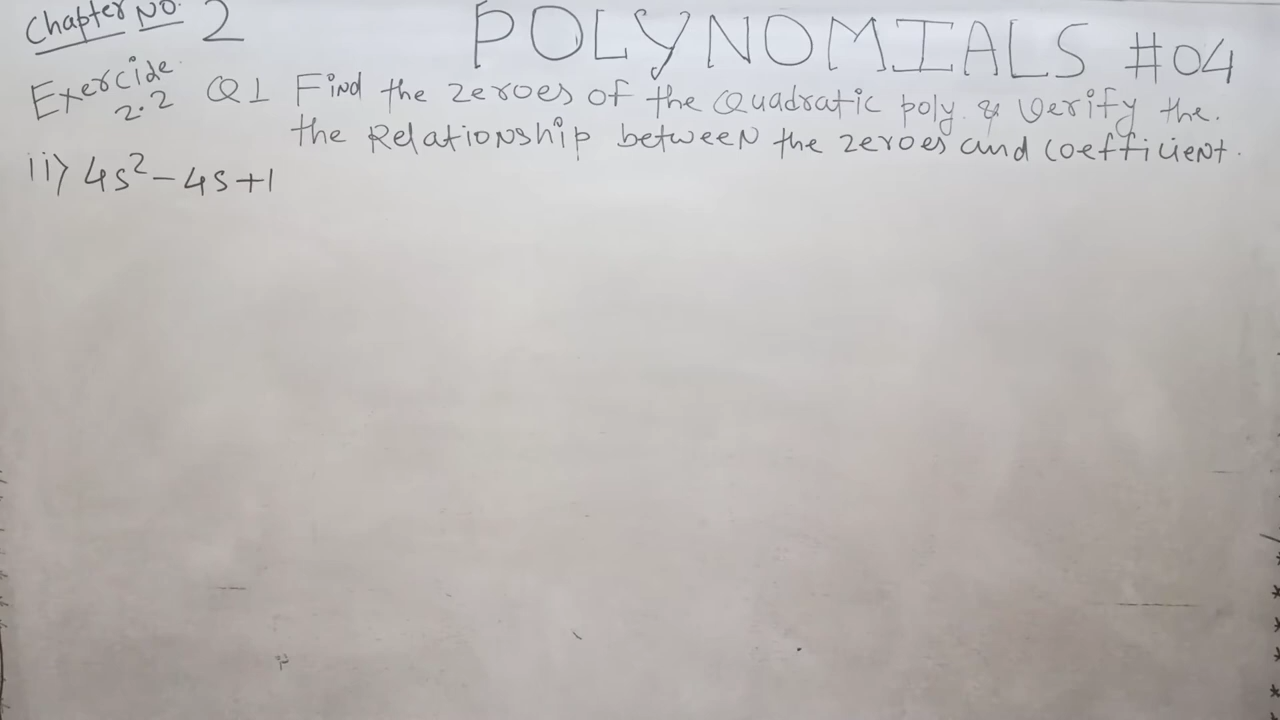 Chapter No. 2
POLYNOMIALS #04
Exercide 2.2 Q1 Find the zeroes of the Quadratic poly. & Verify the.
the Relationship between the zeroes and coefficient.
ii) 4s² - 4s + 1